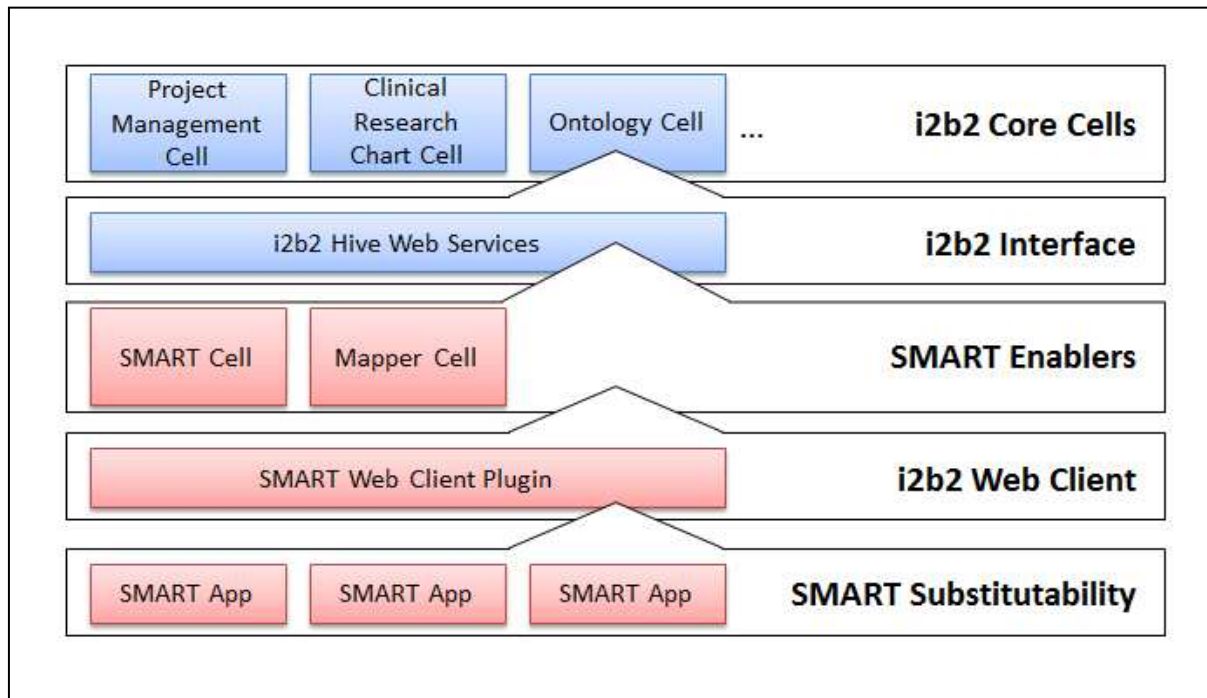 Project
Management
Cell
Clinical
Research
Chart Cell
Ontology Cell
...
i2b2 Core Cells
i2b2 Hive Web Services
i2b2 Interface
SMART Cell
Mapper Cell
SMART Enablers
SMART Web Client Plugin
i2b2 Web Client
SMART App
SMART App
SMART App
SMART Substitutability